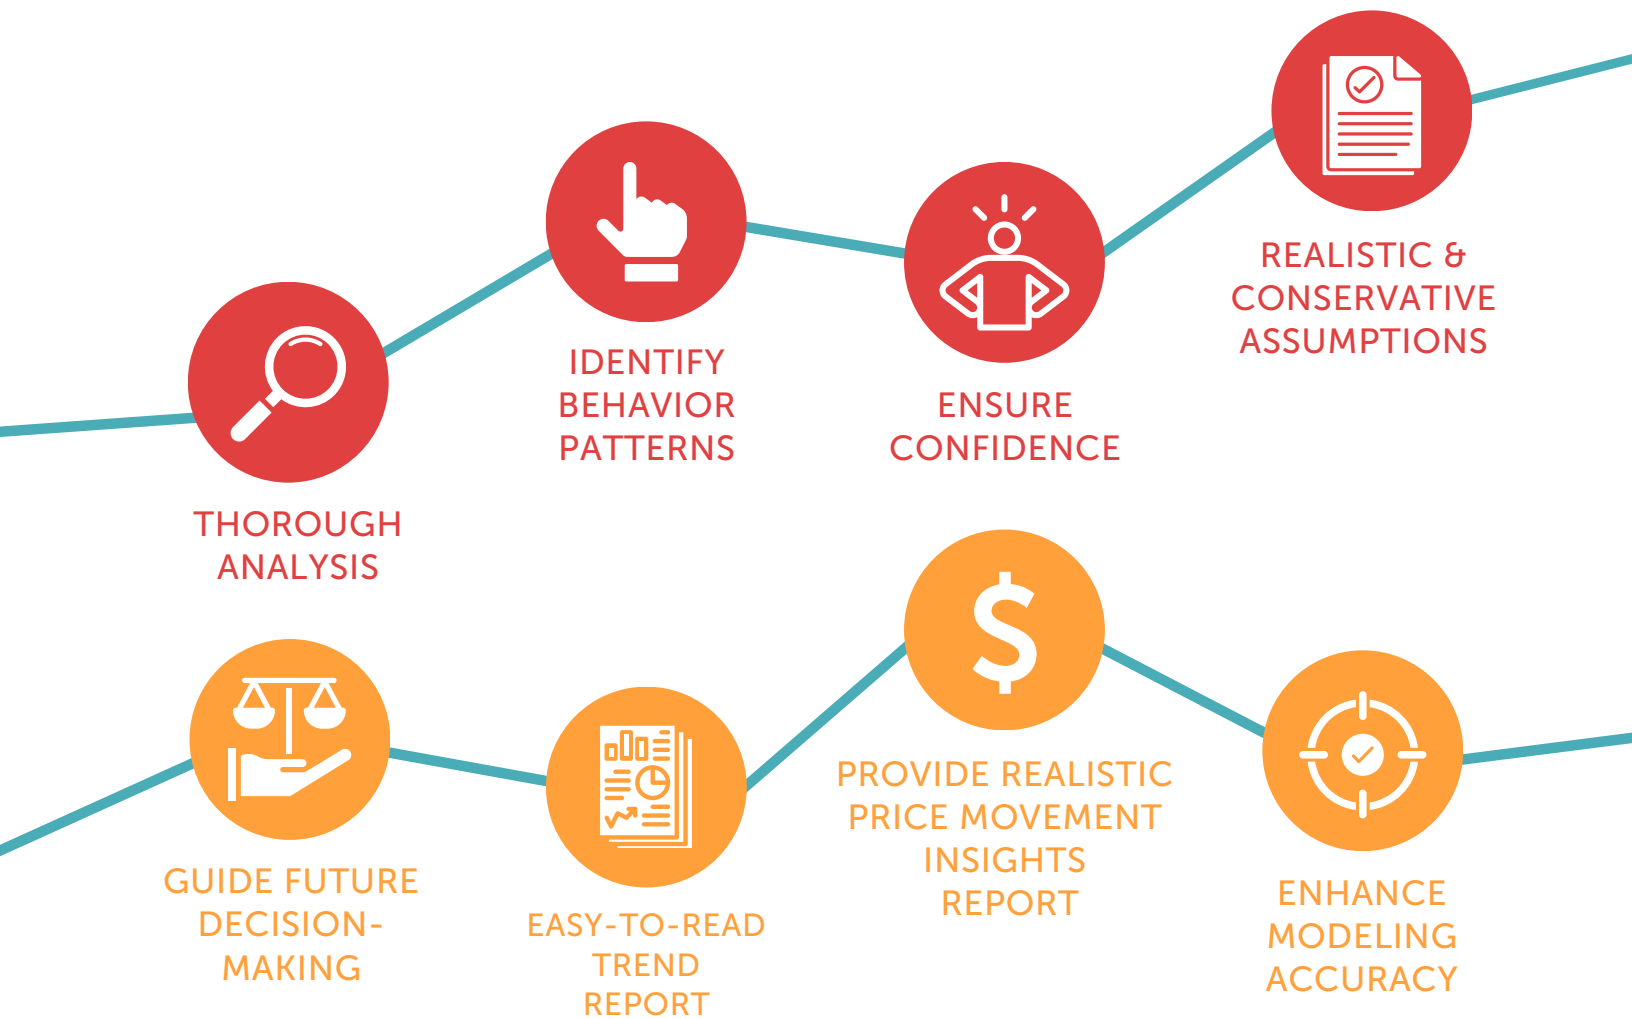 THOROUGH
ANALYSIS
IDENTIFY
BEHAVIOR
PATTERNS
ENSURE
CONFIDENCE
REALISTIC &
CONSERVATIVE
ASSUMPTIONS
GUIDE FUTURE
DECISION-
MAKING
EASY-TO-READ
TREND
REPORT
$
PROVIDE REALISTIC
PRICE MOVEMENT
INSIGHTS
REPORT
ENHANCE
MODELING
ACCURACY